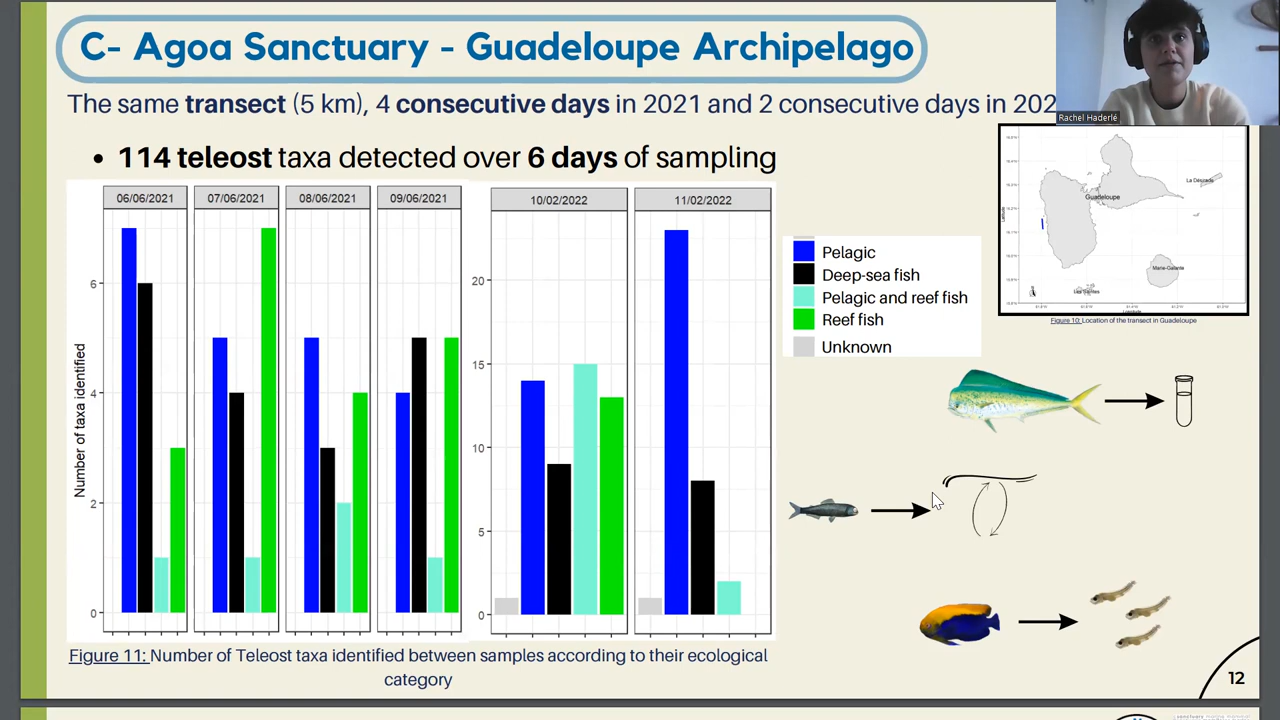 C- Agoa Sanctuary - Guadeloupe Archipelago
The same transect (5 km), 4 consecutive days in 2021 and 2 consecutive days in 202
Rachel Haderlé
• 114 teleost taxa detected over 6 days of sampling
06/06/2021
07/06/2021
08/06/2021
09/06/2021
10/02/2022
11/02/2022
Number of taxa identified
6
4
2
0
20
15
10
5
0
Pelagic
Deep-sea fish
Pelagic and reef fish
Reef fish
Unknown
La Désirade
Guadeloupe
Marie-Galante
Les Saintes
Figure 10: Location of the transect in Guadeloupe
Figure 11: Number of Teleost taxa identified between samples according to their ecological
category
12